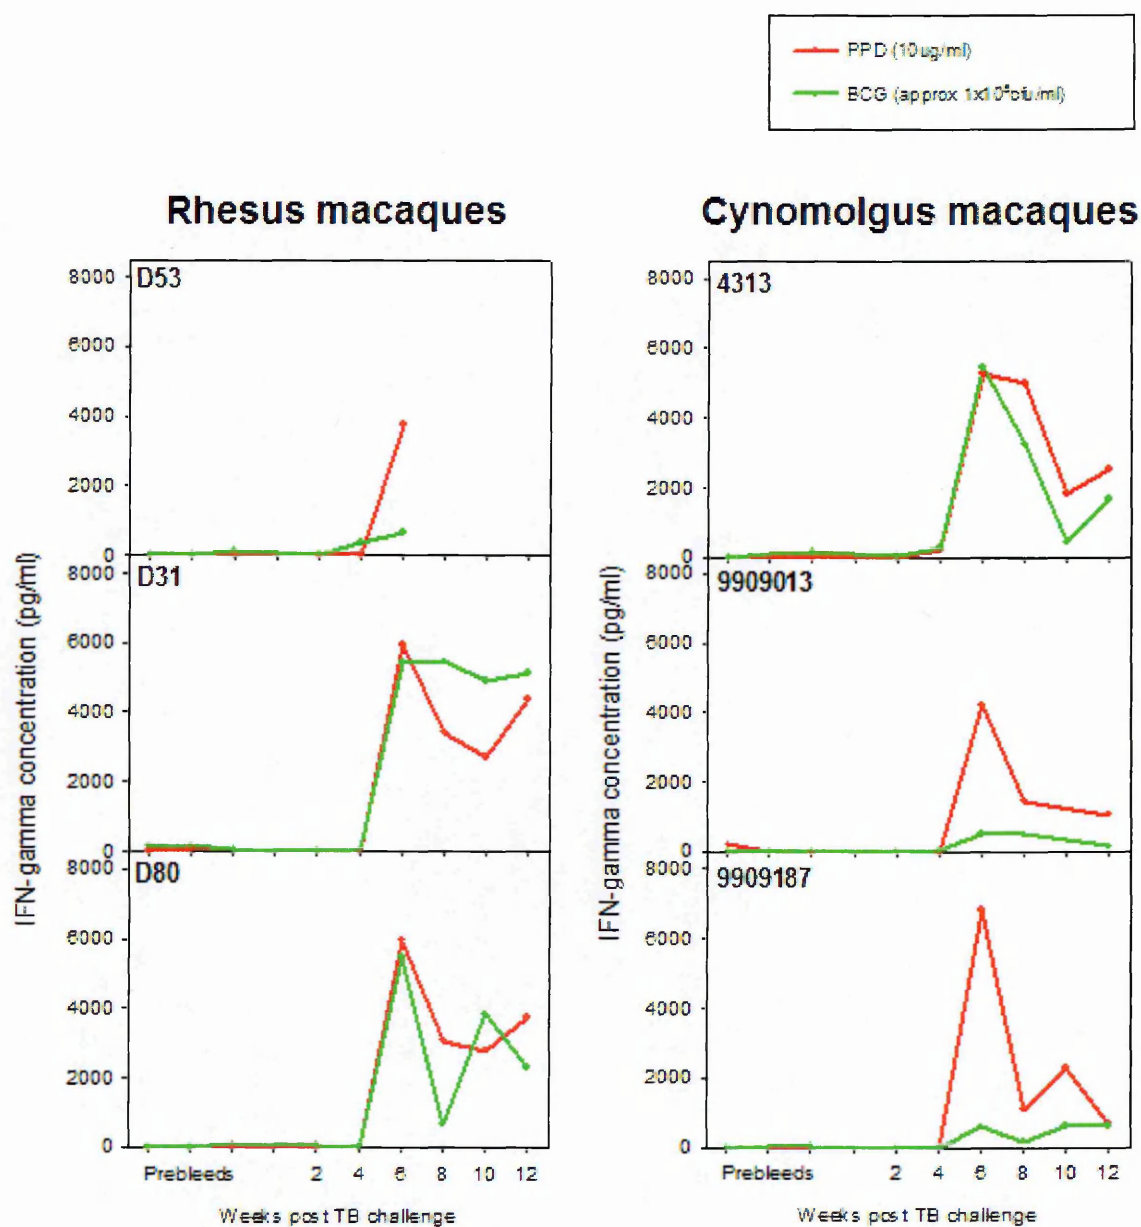 PPD (10ug/ml)
BCG (approx 1x10⁶cfu/ml)
Rhesus macaques
Cynomolgus macaques
IFN-gamma concentration (pg/ml)
D53
8000
6000
4000
2000
0
D31
8000
6000
4000
2000
0
D80
8000
6000
4000
2000
0
Prebleeds 2 4 6 8 10 12
Weeks post TB challenge
IFN-gamma concentration (pg/ml)
4313
8000
6000
4000
2000
0
9909013
8000
6000
4000
2000
0
9909187
8000
6000
4000
2000
0
Prebleeds 2 4 6 8 10 12
Weeks post TB challenge